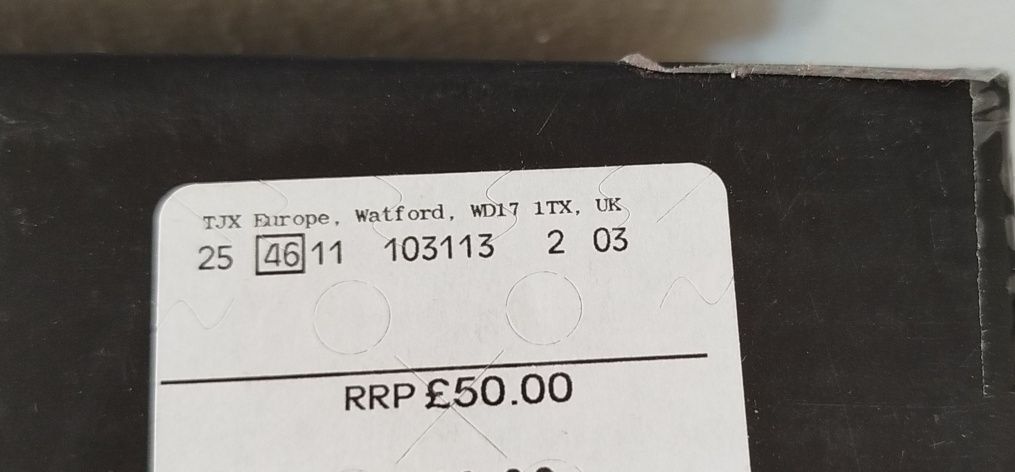 TJX Europe, Watford, WD17 1TX, UK
25 46 11 103113 2 03
RRP £50.00